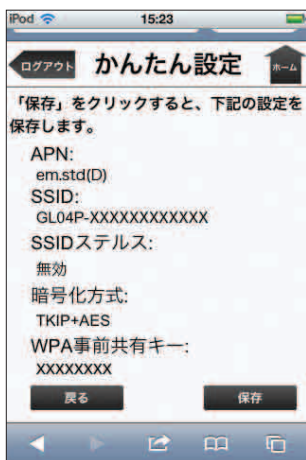 iPod 15:23
ログアウト かんたん設定 ホーム
「保存」をクリックすると、下記の設定を
保存します。
APN:
em.std(D)
SSID:
GL04P-XXXXXXXXXXXX
SSIDステルス:
無効
暗号化方式:
TKIP+AES
WPA事前共有キー:
XXXXXXXX
戻る 保存